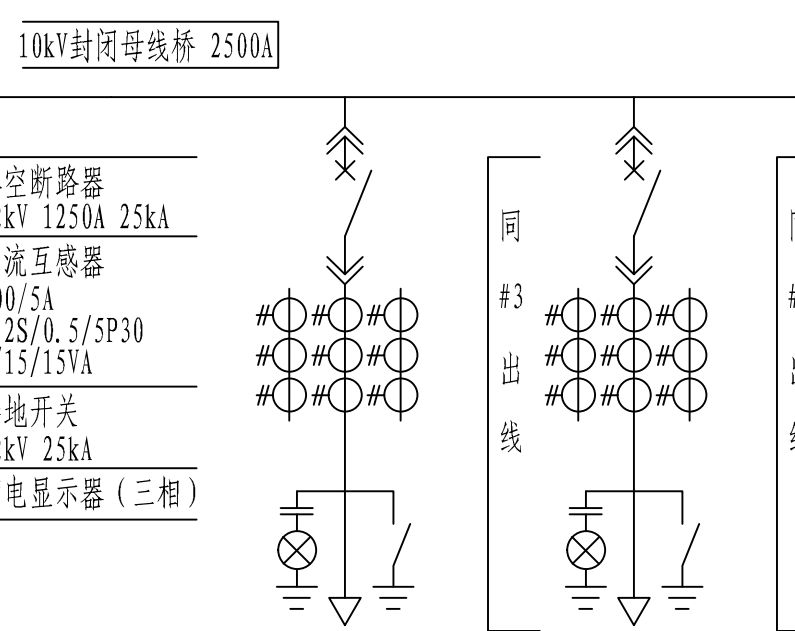 10kV封闭母线桥 2500A
空断路器
kV 1250A 25kA
流互感器
00/5A
2S/0.5/5P30
/15/15VA
地开关
kV 25kA
电显示器(三相)
同
#3
出
线